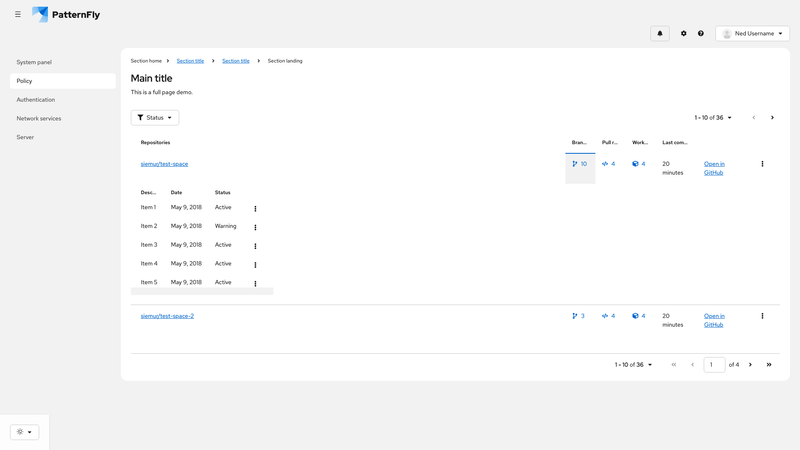 PatternFly
Ned Username
System panel
Policy
Authentication
Network services
Server
Section home Section title Section title Section landing
Main title
This is a full page demo.
Status
1 - 10 of 36
Repositories Bran... Pull r... Work... Last com...
siemur/test-space 10 4 4 20 minutes Open in GitHub
Desc... Date Status
Item 1 May 9, 2018 Active
Item 2 May 9, 2018 Warning
Item 3 May 9, 2018 Active
Item 4 May 9, 2018 Active
Item 5 May 9, 2018 Active
siemur/test-space-2 3 4 4 20 minutes Open in GitHub
1 - 10 of 36 1 of 4